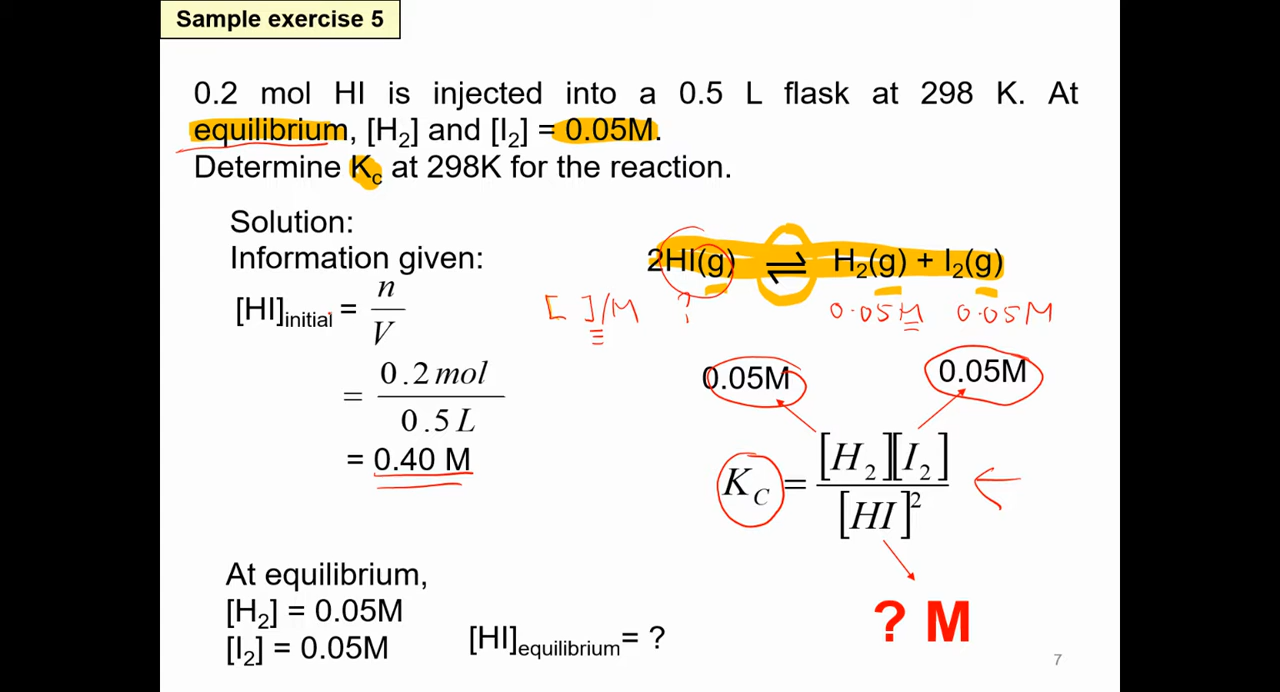 Sample exercise 5
0.2 mol HI is injected into a 0.5 L flask at 298 K. At
equilibrium, [H₂] and [I₂] = 0.05M.
Determine K꜀ at 298K for the reaction.
Solution:
Information given:
[HI]initial = n/V
= 0.2 mol / 0.5 L
= 0.40 M
2HI(g) ⇌ H₂(g) + I₂(g)
[ ]/M ? 0.05M 0.05M
0.05M 0.05M
K_C = [H₂][I₂] / [HI]²
? M
At equilibrium,
[H₂] = 0.05M
[I₂] = 0.05M
[HI]equilibrium = ?
7